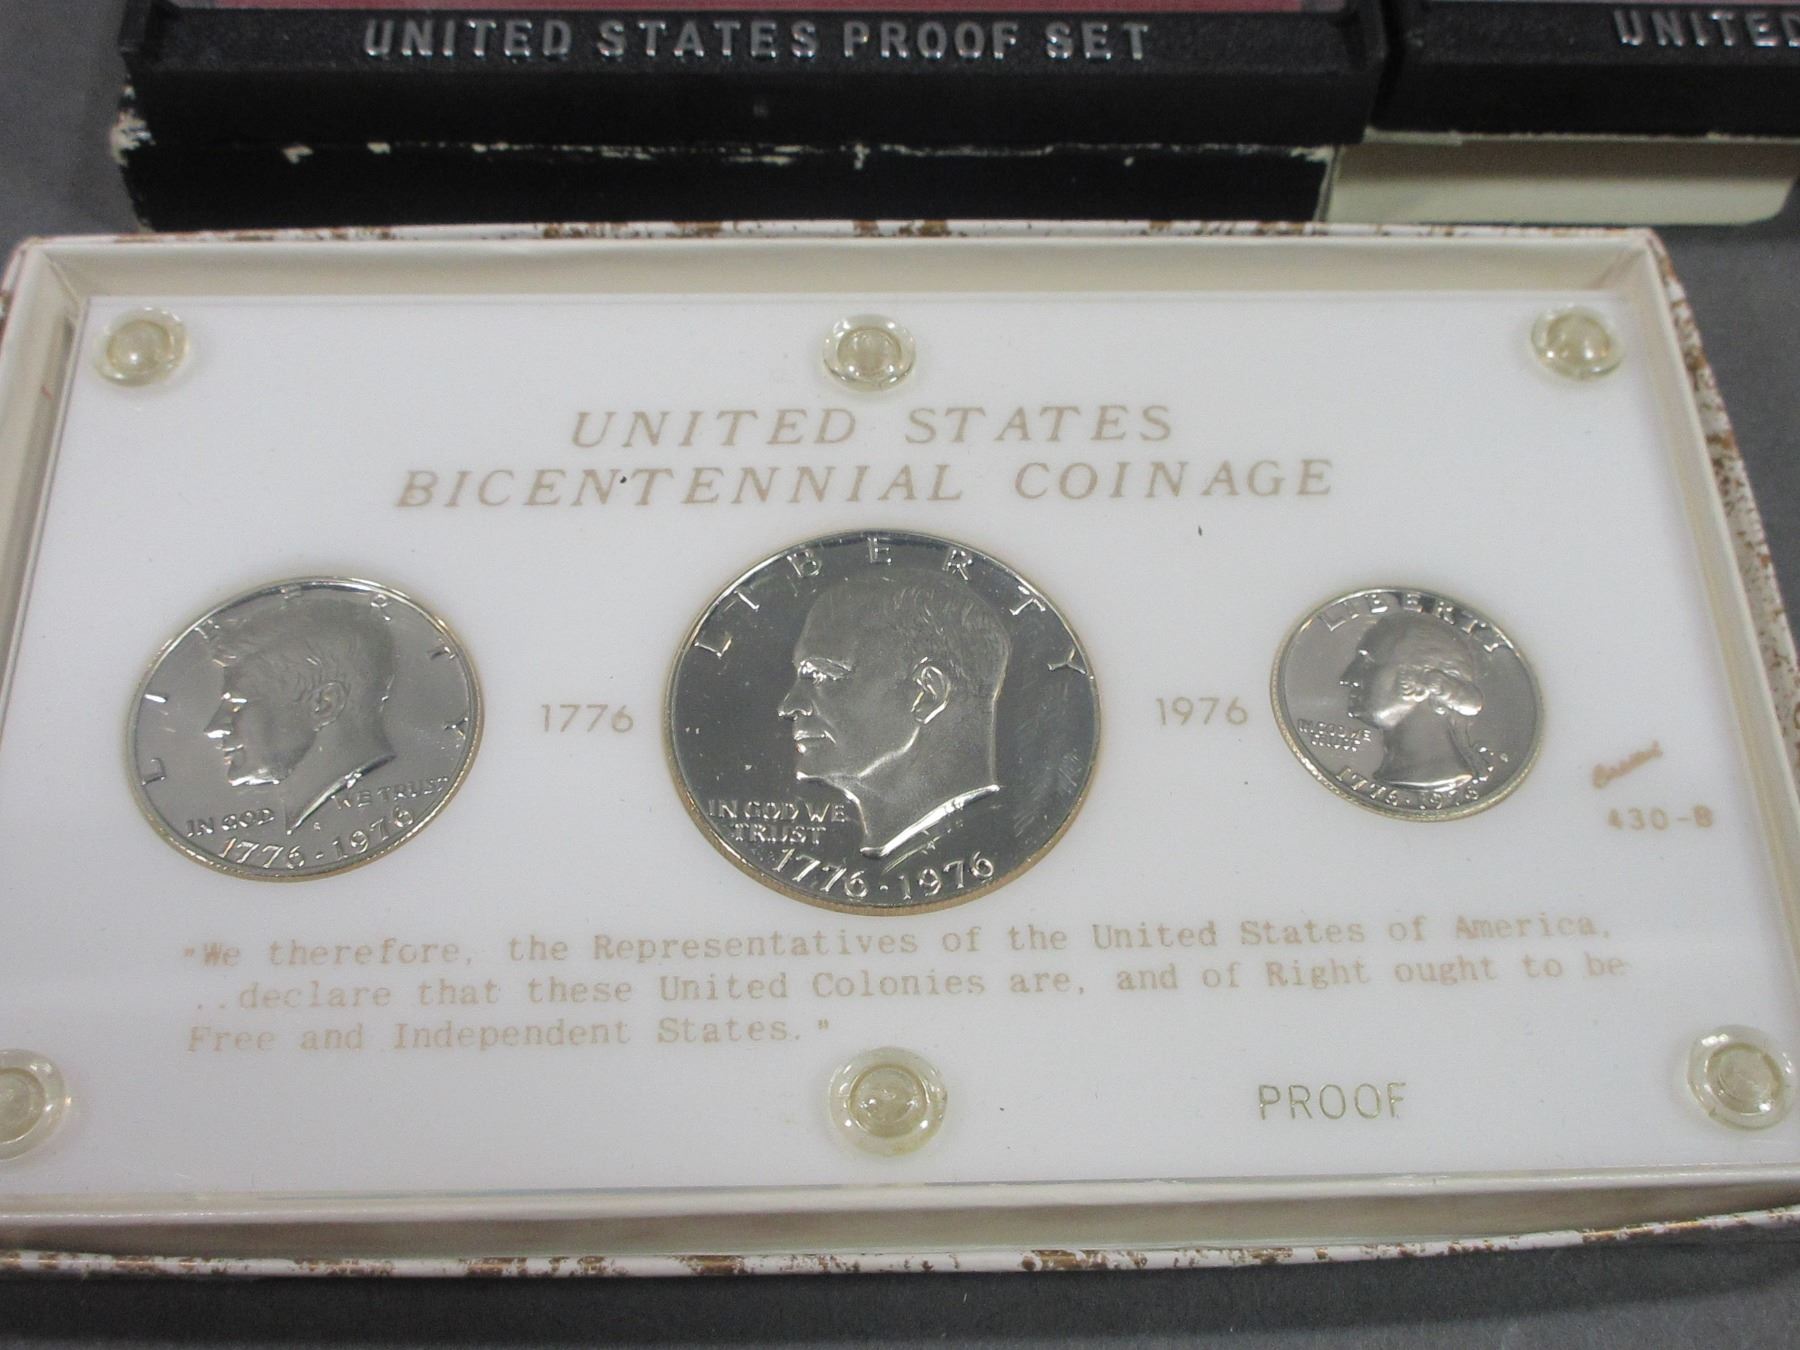 UNITED STATES PROOF SET
UNITED
UNITED STATES
BICENTENNIAL COINAGE
LIBERTY
IN GOD WE TRUST
1776 · 1976
1776
LIBERTY
IN GOD WE
TRUST
1776 · 1976
1976
LIBERTY
IN GOD WE
TRUST
1776 · 1976
430-B
"We therefore, the Representatives of the United States of America,
..declare that these United Colonies are, and of Right ought to be
Free and Independent States."
PROOF